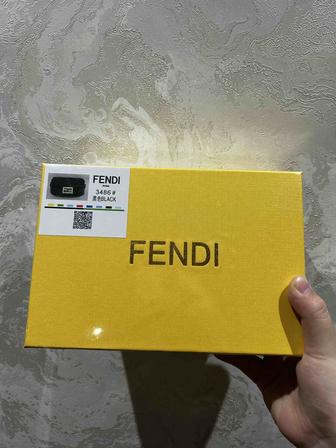 FENDI
3486 #
黑色BLACK
FENDI